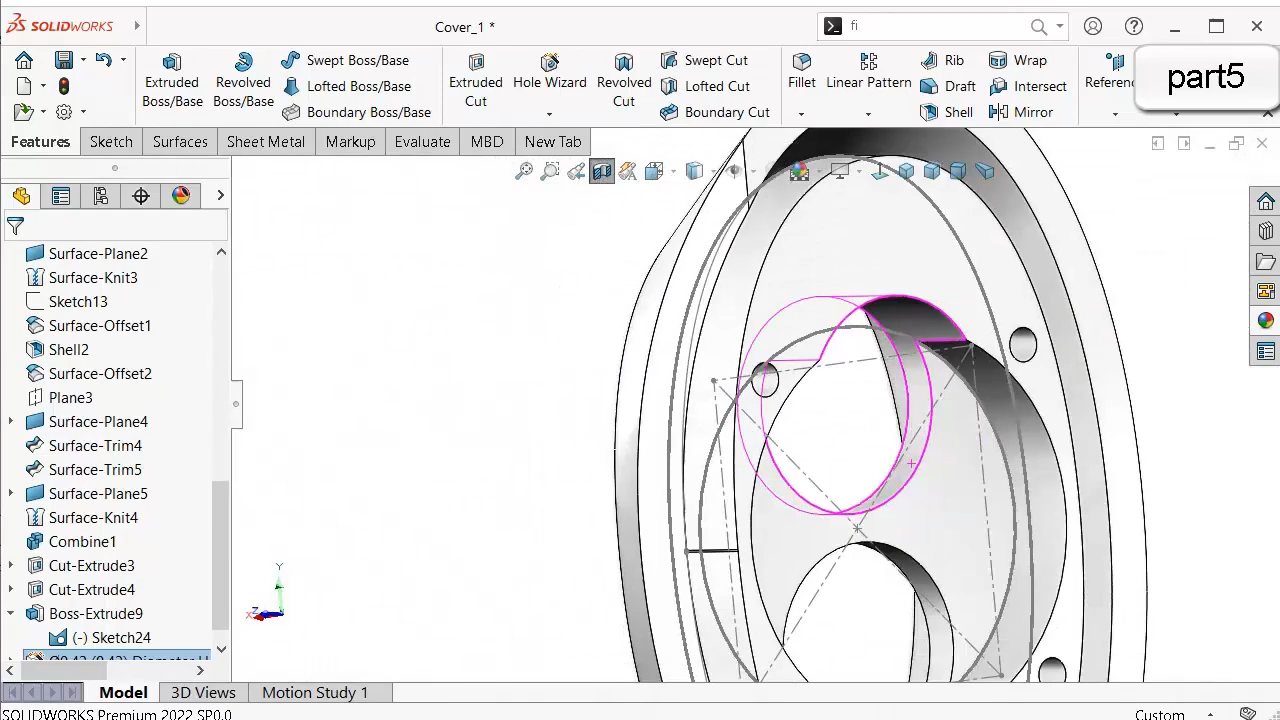 SOLIDWORKS
Cover_1 *
fi
part5
Extruded Boss/Base
Revolved Boss/Base
Swept Boss/Base
Lofted Boss/Base
Boundary Boss/Base
Extruded Cut
Hole Wizard
Revolved Cut
Swept Cut
Lofted Cut
Boundary Cut
Fillet
Linear Pattern
Rib
Draft
Shell
Wrap
Intersect
Mirror
Features
Sketch
Surfaces
Sheet Metal
Markup
Evaluate
MBD
New Tab
Surface-Plane2
Surface-Knit3
Sketch13
Surface-Offset1
Shell2
Surface-Offset2
Plane3
Surface-Plane4
Surface-Trim4
Surface-Trim5
Surface-Plane5
Surface-Knit4
Combine1
Cut-Extrude3
Cut-Extrude4
Boss-Extrude9
(-) Sketch24
Y
X
Z
Model
3D Views
Motion Study 1
SOLIDWORKS Premium 2022 SP0.0
Custom